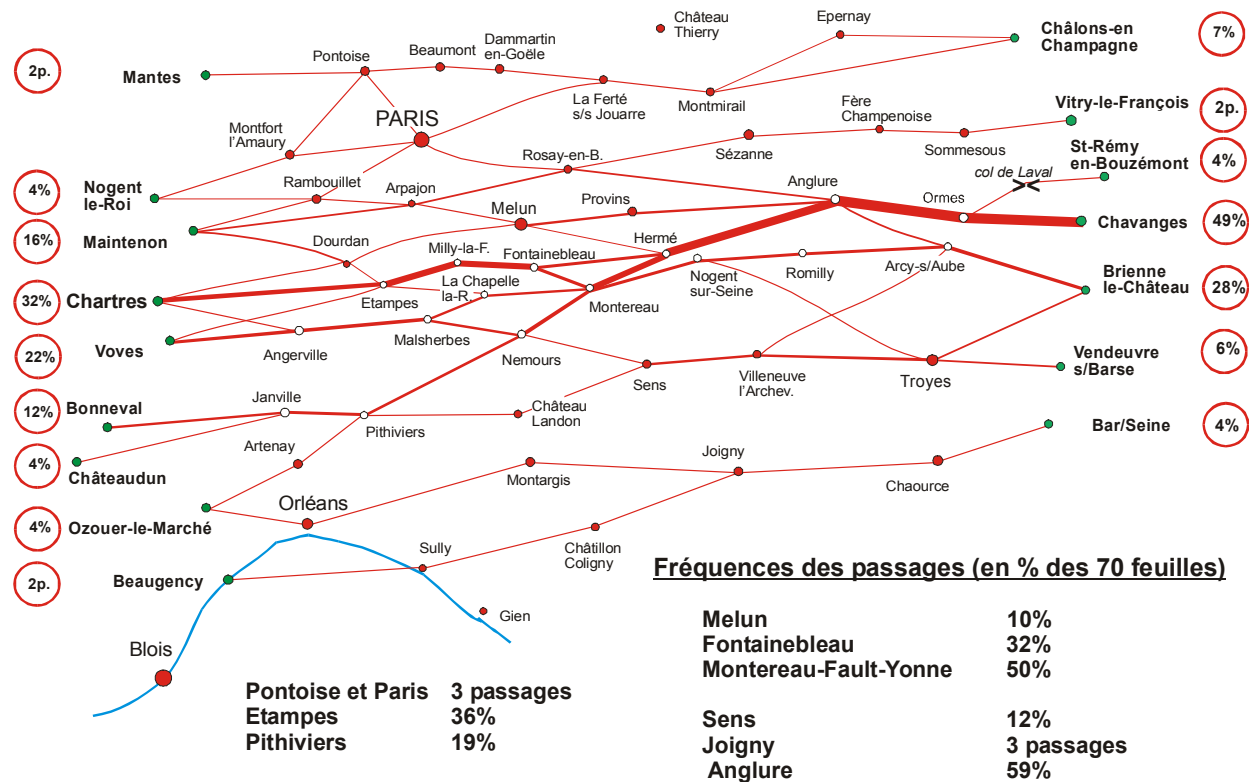 Château
Thierry
Epernay
Châlons-en
Champagne
7%
2p.
Mantes
Pontoise
Beaumont
Dammartin
en-Goële
La Ferté
s/s Jouarre
Montmirail
PARIS
Montfort
l'Amaury
Fère
Champenoise
Vitry-le-François
2p.
Sézanne
Sommesous
St-Rémy
en-Bouzémont
4%
col de Laval
Rosay-en-B.
4%
Nogent
le-Roi
Rambouillet
Arpajon
Anglure
Ormes
Chavanges
49%
16%
Maintenon
Melun
Provins
Dourdan
Milly-la-F.
Fontainebleau
Hermé
32%
Chartres
Etampes
La Chapelle
la-R.
Montereau
Nogent
sur-Seine
Romilly
Arcy-s/Aube
Brienne
le-Château
28%
22%
Voves
Angerville
Malsherbes
Nemours
Sens
Villeneuve
l'Archev.
Troyes
Vendeuvre
s/Barse
6%
12%
Bonneval
Janville
Pithiviers
Château
Landon
Bar/Seine
4%
4%
Châteaudun
Artenay
Montargis
Joigny
Chaource
4%
Ozouer-le-Marché
Orléans
2p.
Beaugency
Sully
Châtillon
Coligny
Gien
Blois
Fréquences des passages (en % des 70 feuilles)
Melun 10%
Fontainebleau 32%
Montereau-Fault-Yonne 50%
Pontoise et Paris 3 passages
Etampes 36%
Pithiviers 19%
Sens 12%
Joigny 3 passages
Anglure 59%